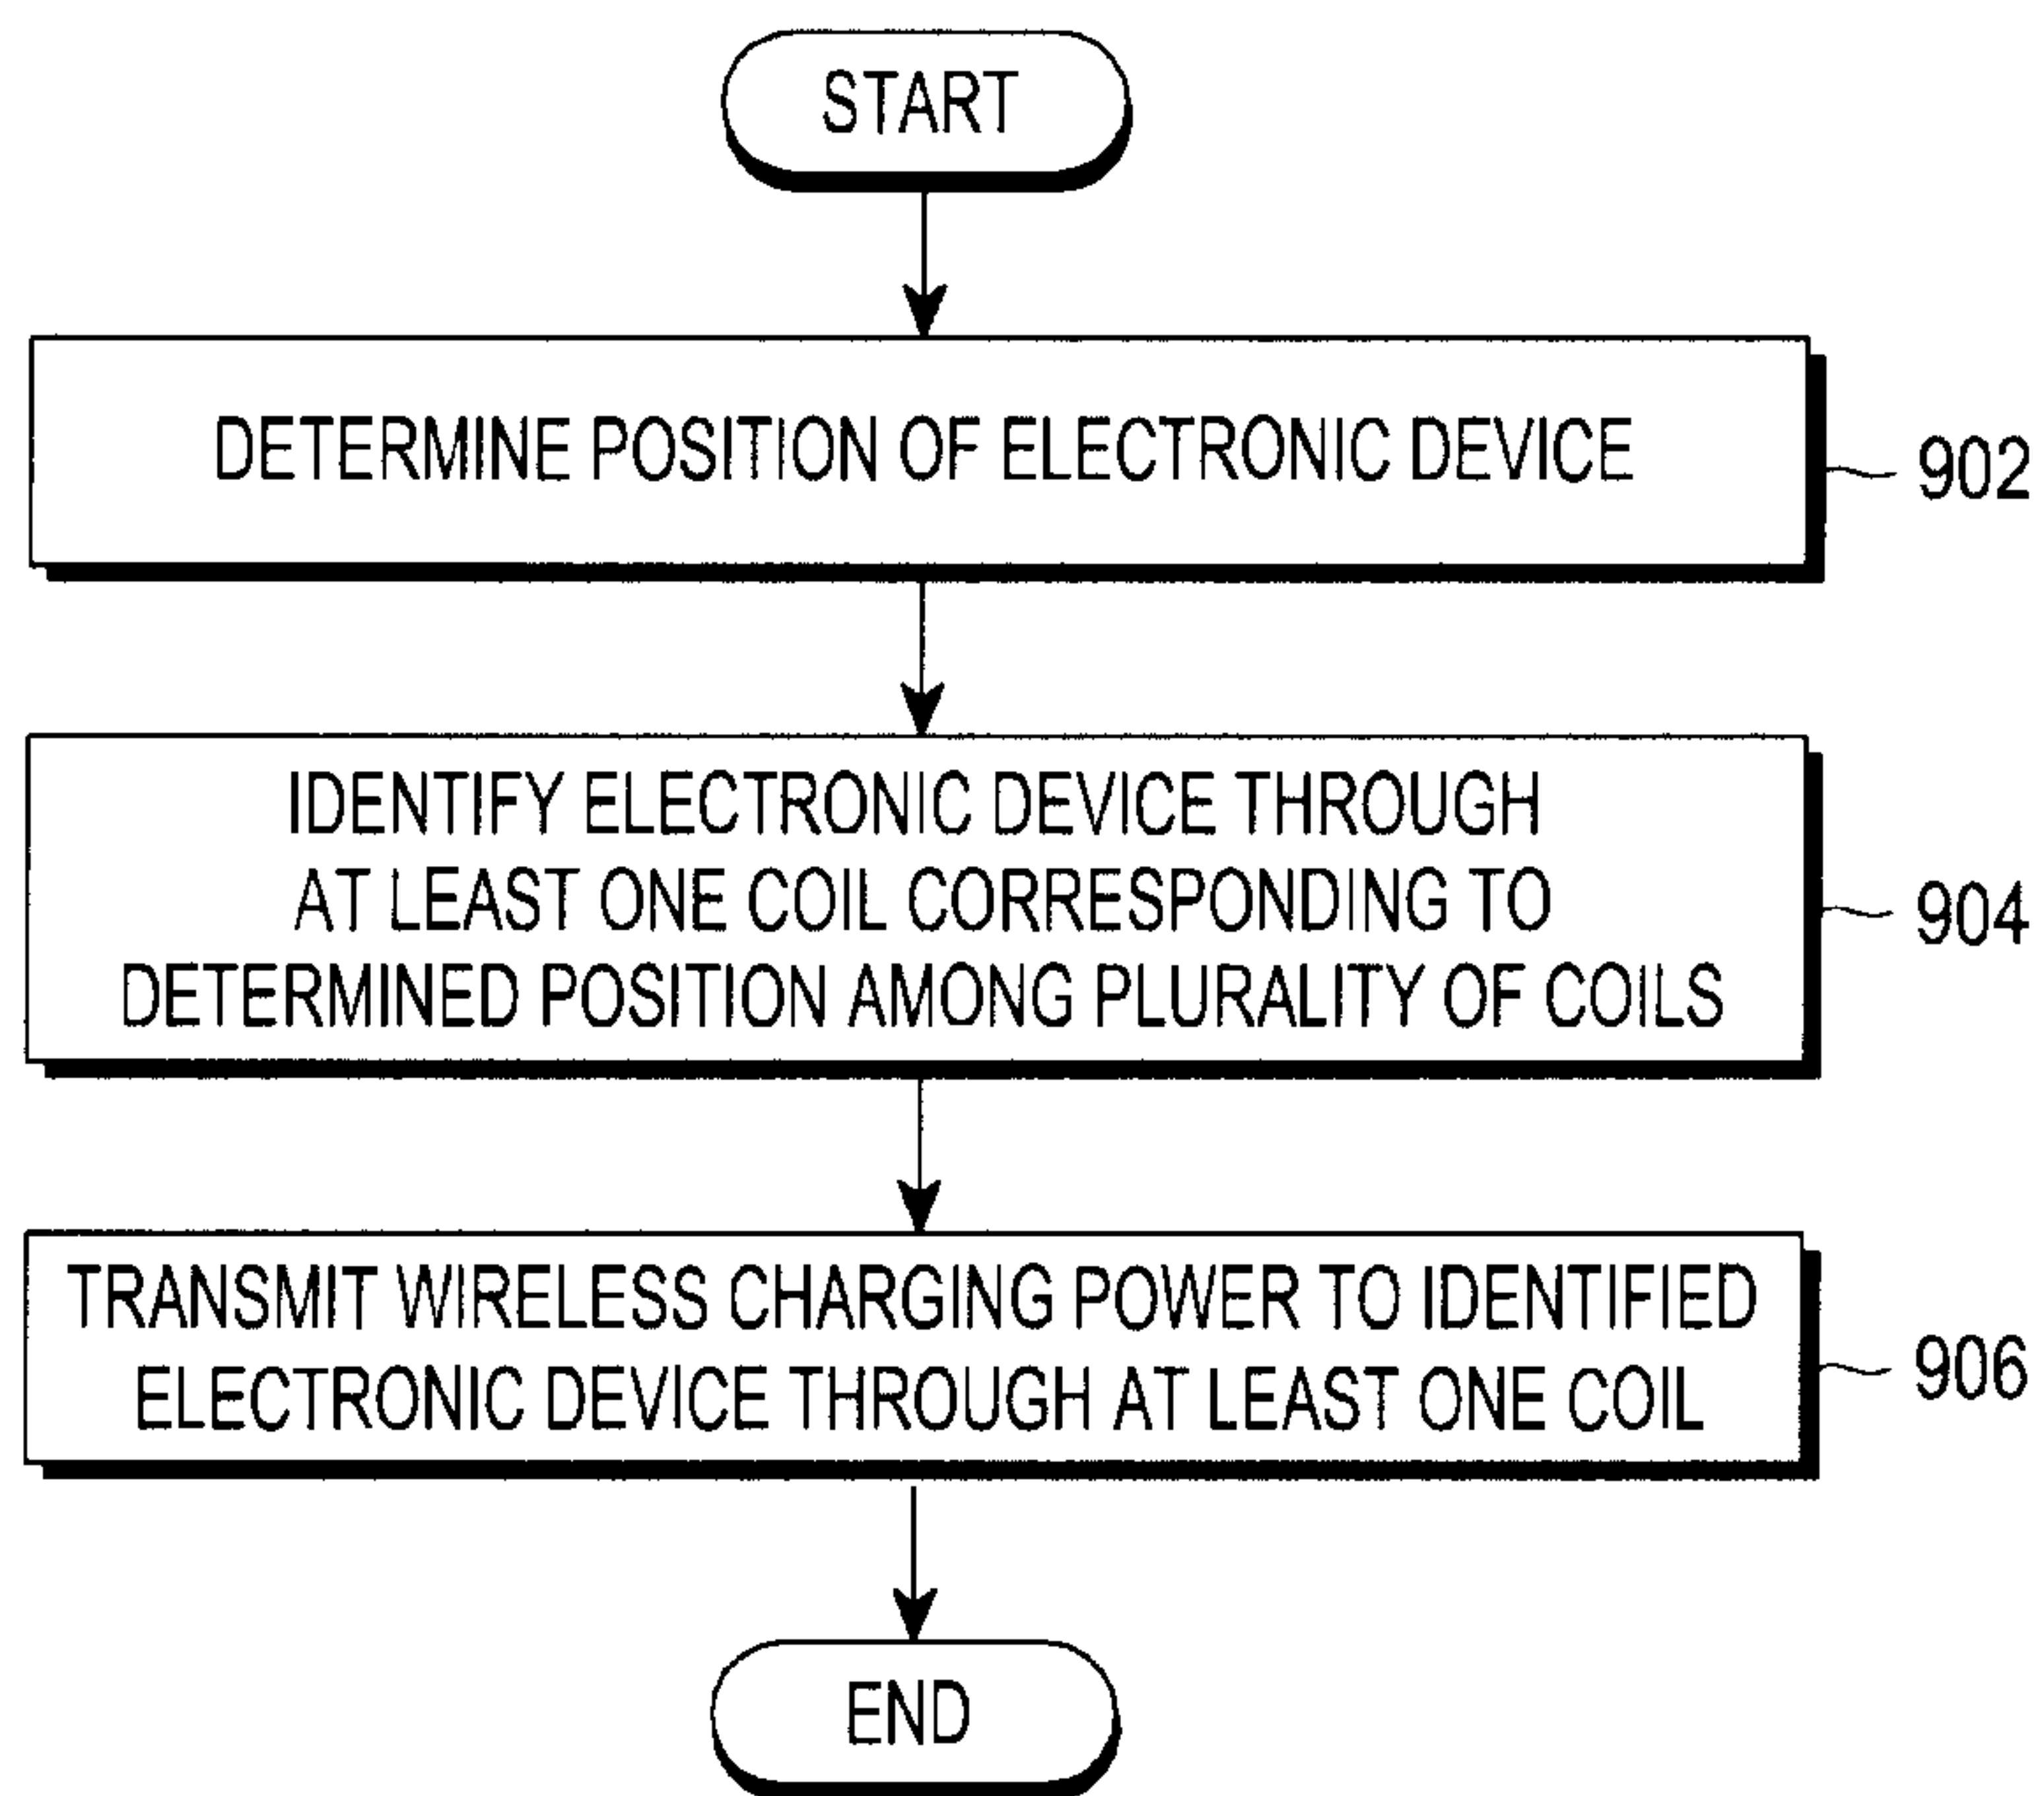 START
DETERMINE POSITION OF ELECTRONIC DEVICE
902
IDENTIFY ELECTRONIC DEVICE THROUGH
AT LEAST ONE COIL CORRESPONDING TO
DETERMINED POSITION AMONG PLURALITY OF COILS
904
TRANSMIT WIRELESS CHARGING POWER TO IDENTIFIED
ELECTRONIC DEVICE THROUGH AT LEAST ONE COIL
906
END